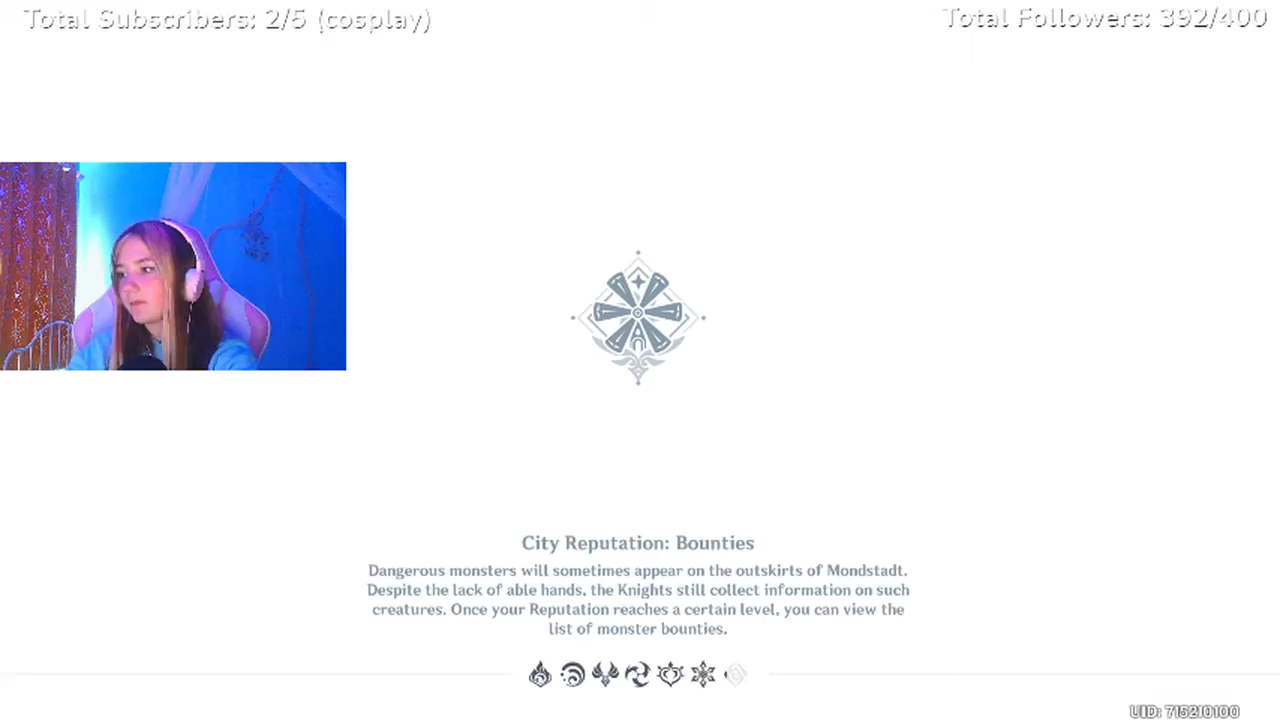 Total Subscribers: 2/5 (cosplay)
Total Followers: 392/400
City Reputation: Bounties
Dangerous monsters will sometimes appear on the outskirts of Mondstadt.
Despite the lack of able hands, the Knights still collect information on such
creatures. Once your Reputation reaches a certain level, you can view the
list of monster bounties.
UID: 715210100